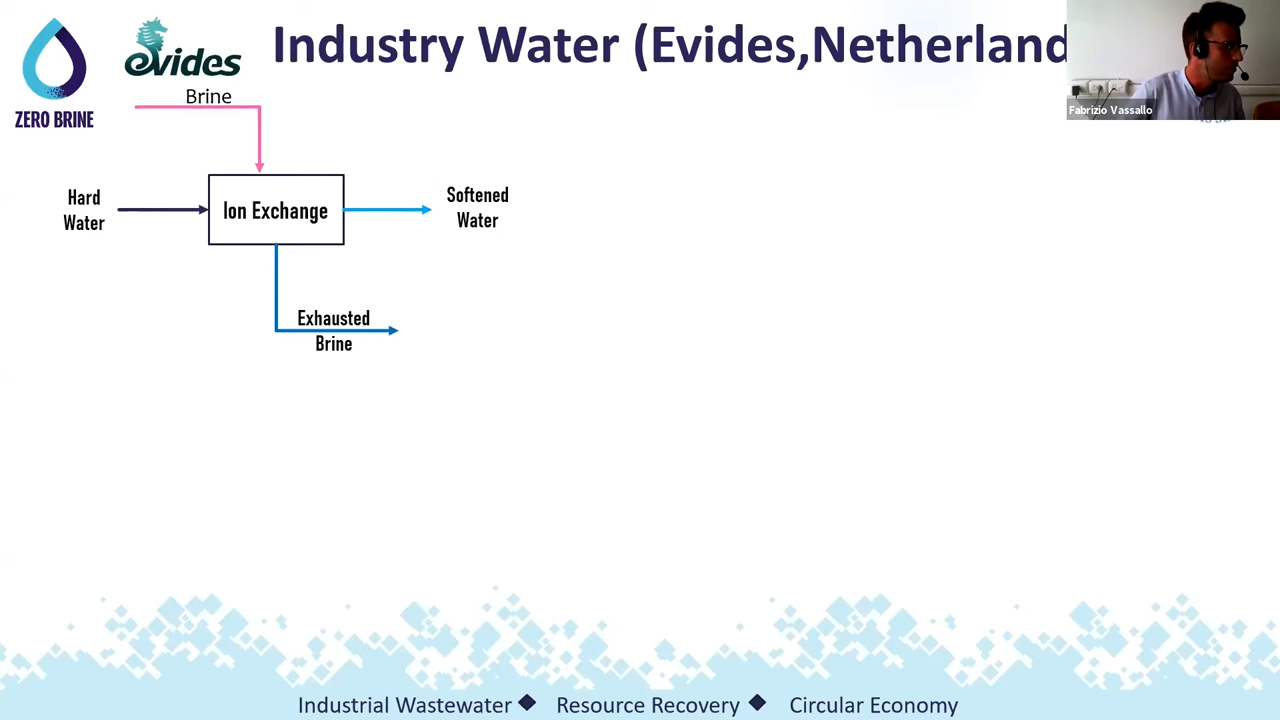 evides
Industry Water (Evides,Netherland
ZERO BRINE
Brine
Fabrizio Vassallo
Hard
Water
Ion Exchange
Softened
Water
Exhausted
Brine
Industrial Wastewater ◆ Resource Recovery ◆ Circular Economy